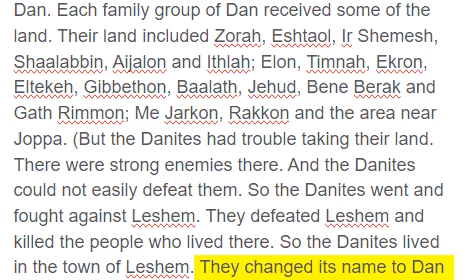 Dan. Each family group of Dan received some of the
land. Their land included Zorah, Eshtaol, Ir Shemesh,
Shaalabbin, Aijalon and Ithlah; Elon, Timnah, Ekron,
Eltekeh, Gibbethon, Baalath, Jehud, Bene Berak and
Gath Rimmon; Me Jarkon, Rakkon and the area near
Joppa. (But the Danites had trouble taking their land.
There were strong enemies there. And the Danites
could not easily defeat them. So the Danites went and
fought against Leshem. They defeated Leshem and
killed the people who lived there. So the Danites lived
in the town of Leshem. They changed its name to Dan